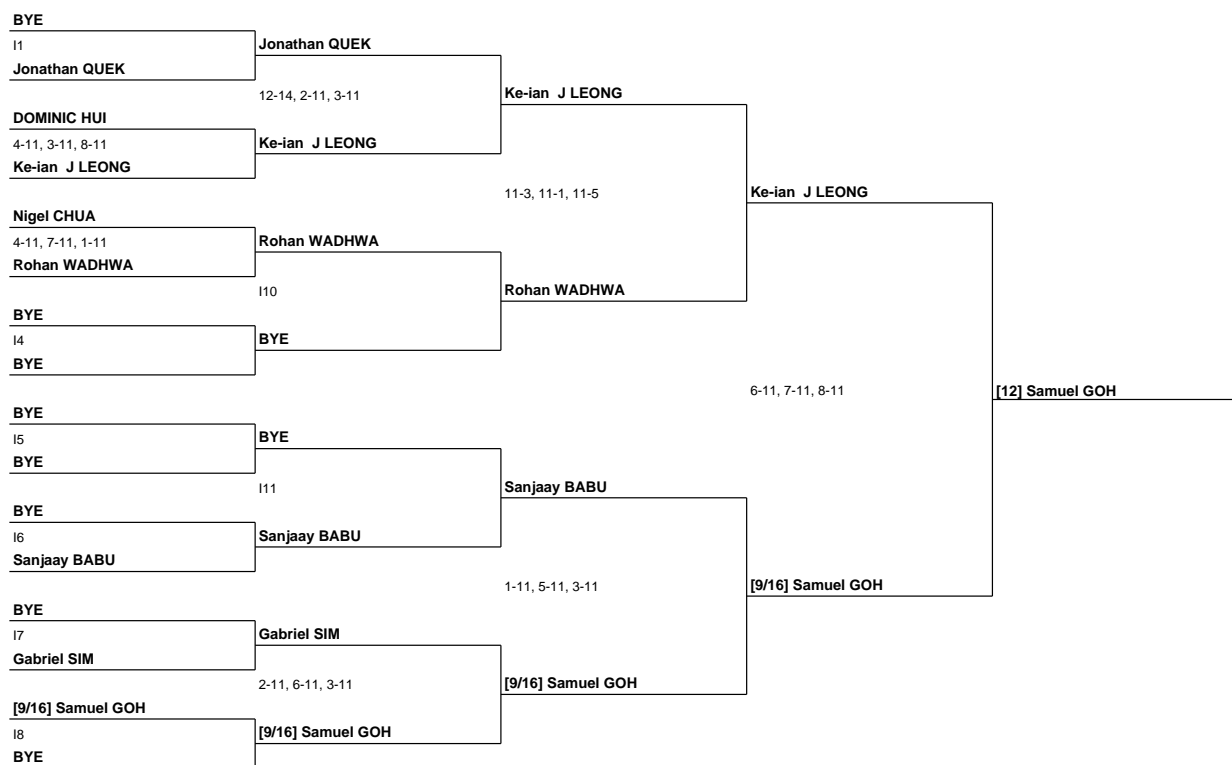 BYE
I1
Jonathan QUEK
Jonathan QUEK
12-14, 2-11, 3-11
Ke-ian  J LEONG
DOMINIC HUI
4-11, 3-11, 8-11
Ke-ian  J LEONG
Ke-ian  J LEONG
11-3, 11-1, 11-5
Ke-ian  J LEONG
Nigel CHUA
4-11, 7-11, 1-11
Rohan WADHWA
Rohan WADHWA
I10
Rohan WADHWA
BYE
I4
BYE
BYE
6-11, 7-11, 8-11
[12] Samuel GOH
BYE
I5
BYE
BYE
I11
Sanjaay BABU
BYE
I6
Sanjaay BABU
Sanjaay BABU
1-11, 5-11, 3-11
[9/16] Samuel GOH
BYE
I7
Gabriel SIM
Gabriel SIM
2-11, 6-11, 3-11
[9/16] Samuel GOH
[9/16] Samuel GOH
I8
BYE
[9/16] Samuel GOH